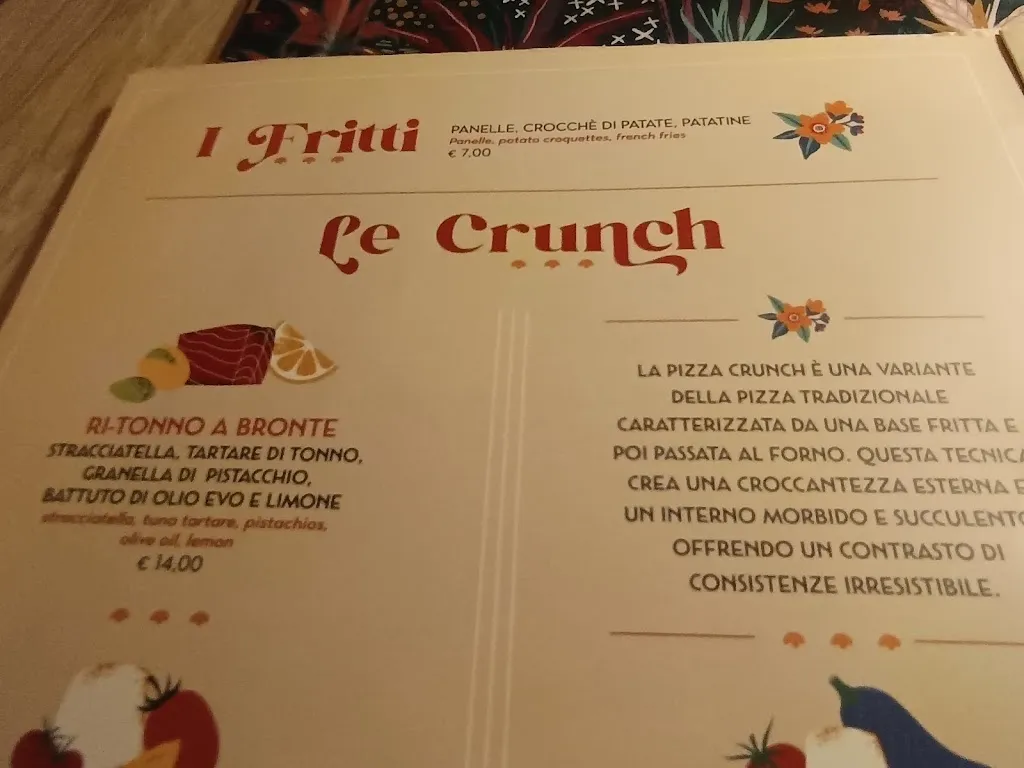 I Fritti
PANELLE, CROCCHÈ DI PATATE, PATATINE
Panelle, potato croquettes, french fries
€ 7,00
Le Crunch
RI-TONNO A BRONTE
STRACCIATELLA, TARTARE DI TONNO,
GRANELLA DI PISTACCHIO,
BATTUTO DI OLIO EVO E LIMONE
stracciatella, tuna tartare, pistachios,
olive oil, lemon
€ 14,00
LA PIZZA CRUNCH È UNA VARIANTE
DELLA PIZZA TRADIZIONALE
CARATTERIZZATA DA UNA BASE FRITTA E
POI PASSATA AL FORNO. QUESTA TECNICA
CREA UNA CROCCANTEZZA ESTERNA E
UN INTERNO MORBIDO E SUCCULENTO
OFFRENDO UN CONTRASTO DI
CONSISTENZE IRRESISTIBILE.